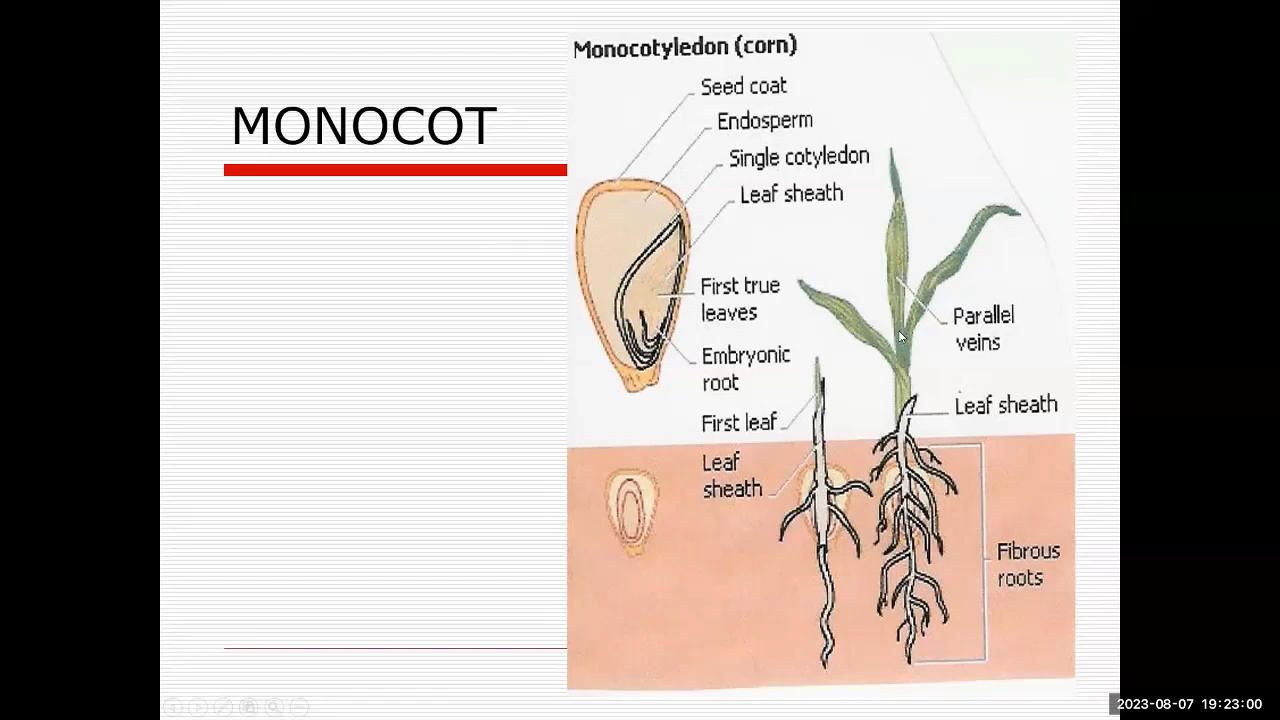 MONOCOT
Monocotyledon (corn)
Seed coat
Endosperm
Single cotyledon
Leaf sheath
First true
leaves
Embryonic
root
First leaf
Leaf
sheath
Parallel
veins
Leaf sheath
Fibrous
roots
2023-08-07 19:23:00